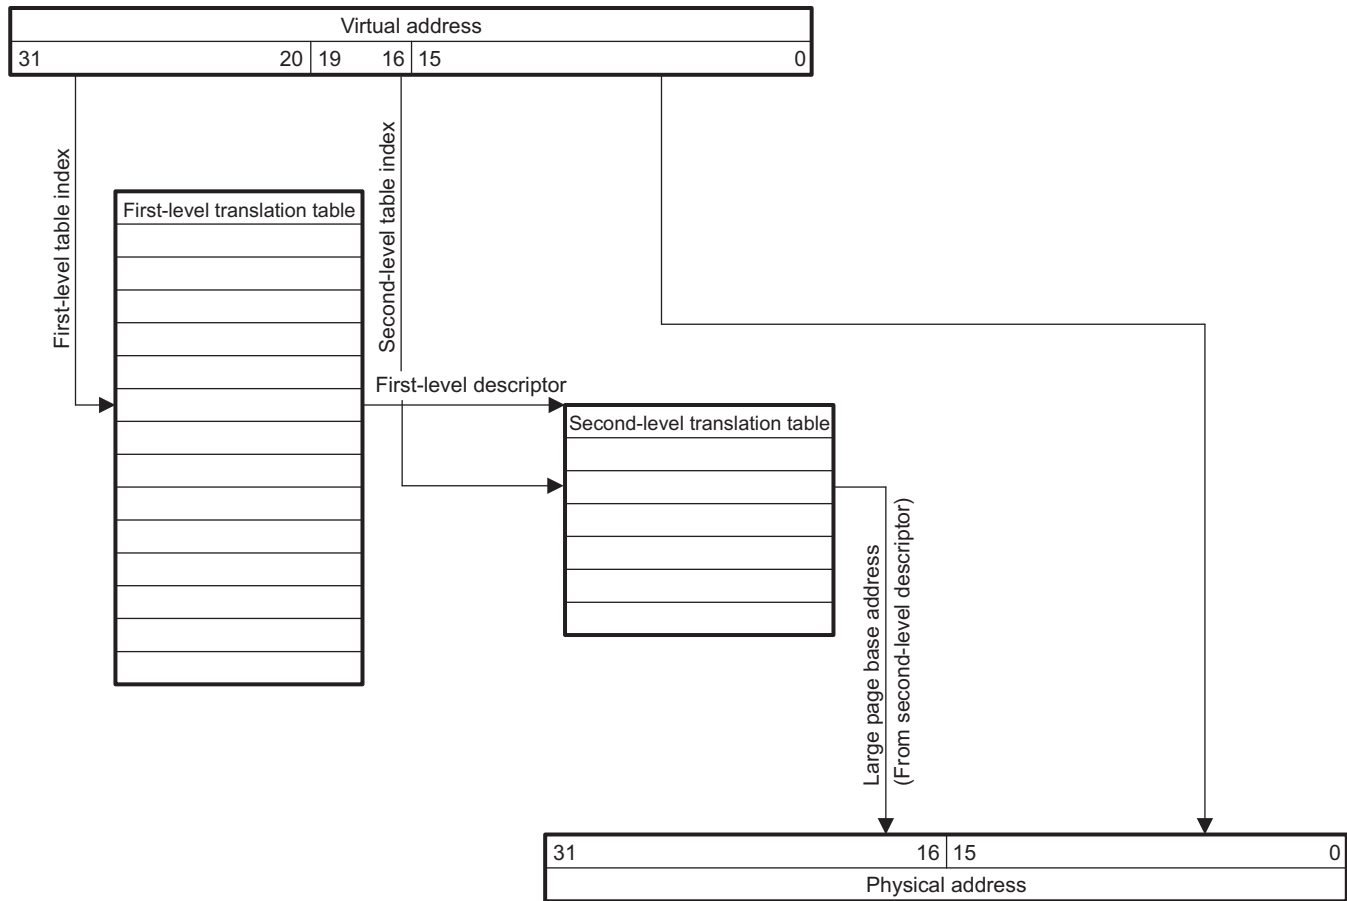 Virtual address
31 20 19 16 15 0
First-level table index
Second-level table index
First-level translation table
First-level descriptor
Second-level translation table
Large page base address
(From second-level descriptor)
31 16 15 0
Physical address